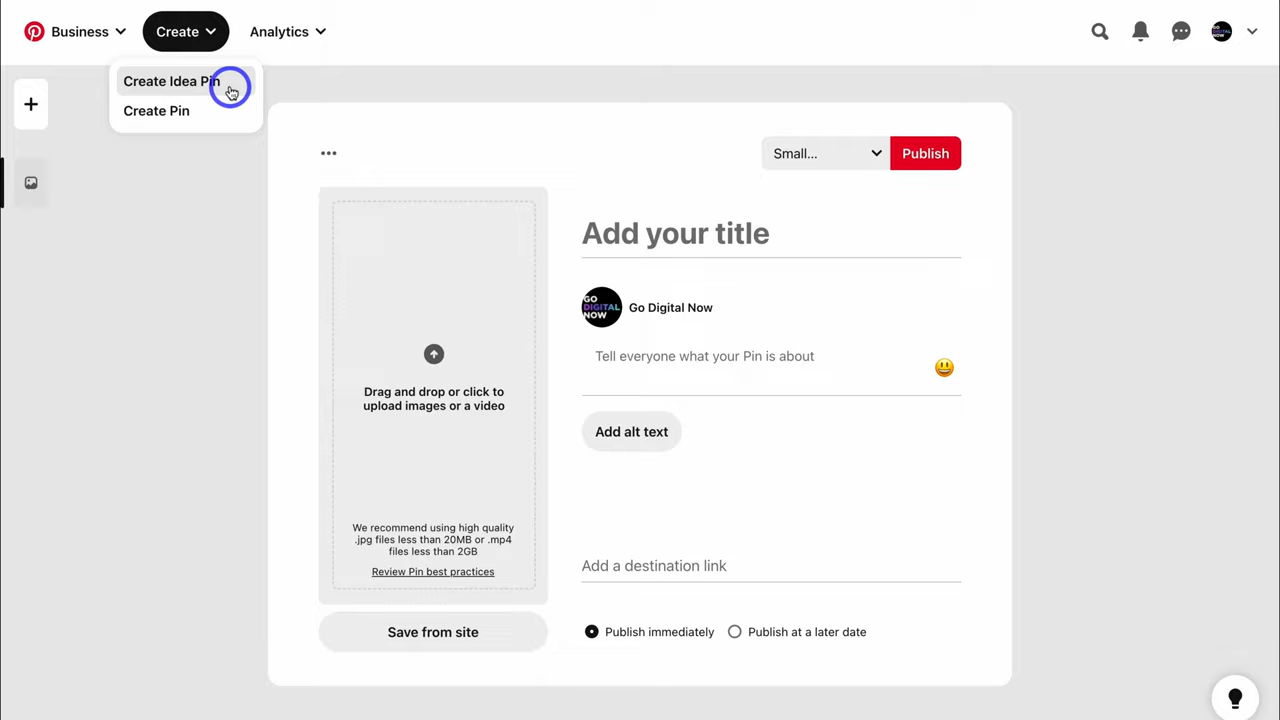 Business
Create
Analytics
Create Idea Pin
Create Pin
Small...
Publish
Add your title
GO
DIGITAL
NOW
Go Digital Now
Tell everyone what your Pin is about
Drag and drop or click to
upload images or a video
Add alt text
We recommend using high quality
.jpg files less than 20MB or .mp4
files less than 2GB
Review Pin best practices
Add a destination link
Save from site
Publish immediately
Publish at a later date